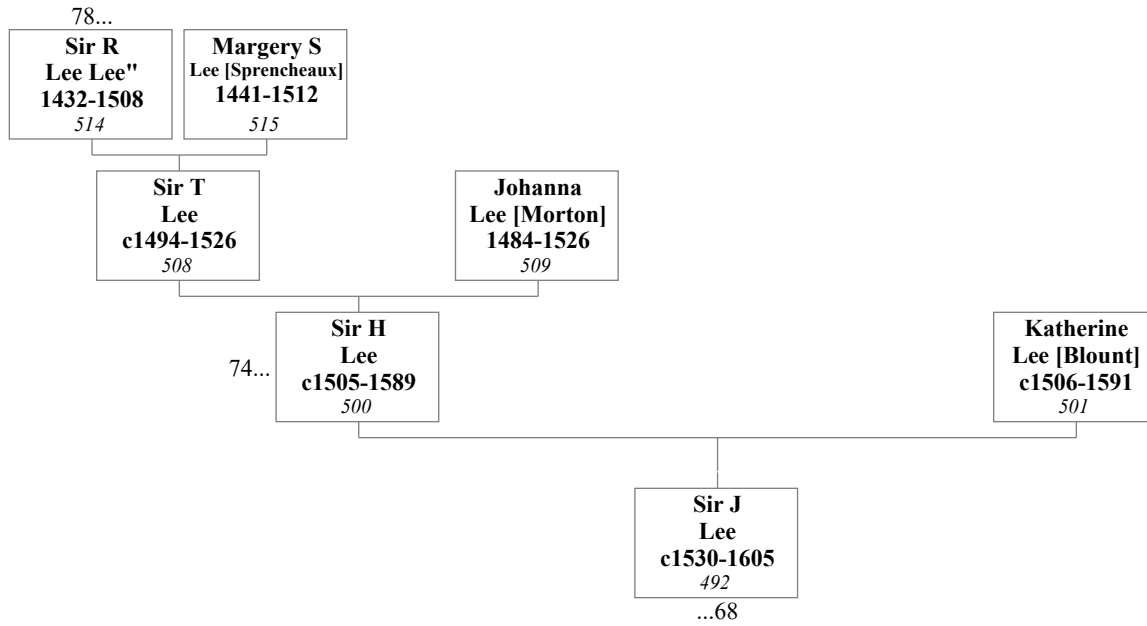 78...
Sir R
Lee Lee"
1432-1508
514
Margery S
Lee [Sprencheaux]
1441-1512
515
Sir T
Lee
c1494-1526
508
Johanna
Lee [Morton]
1484-1526
509
74...
Sir H
Lee
c1505-1589
500
Katherine
Lee [Blount]
c1506-1591
501
Sir J
Lee
c1530-1605
492
...68